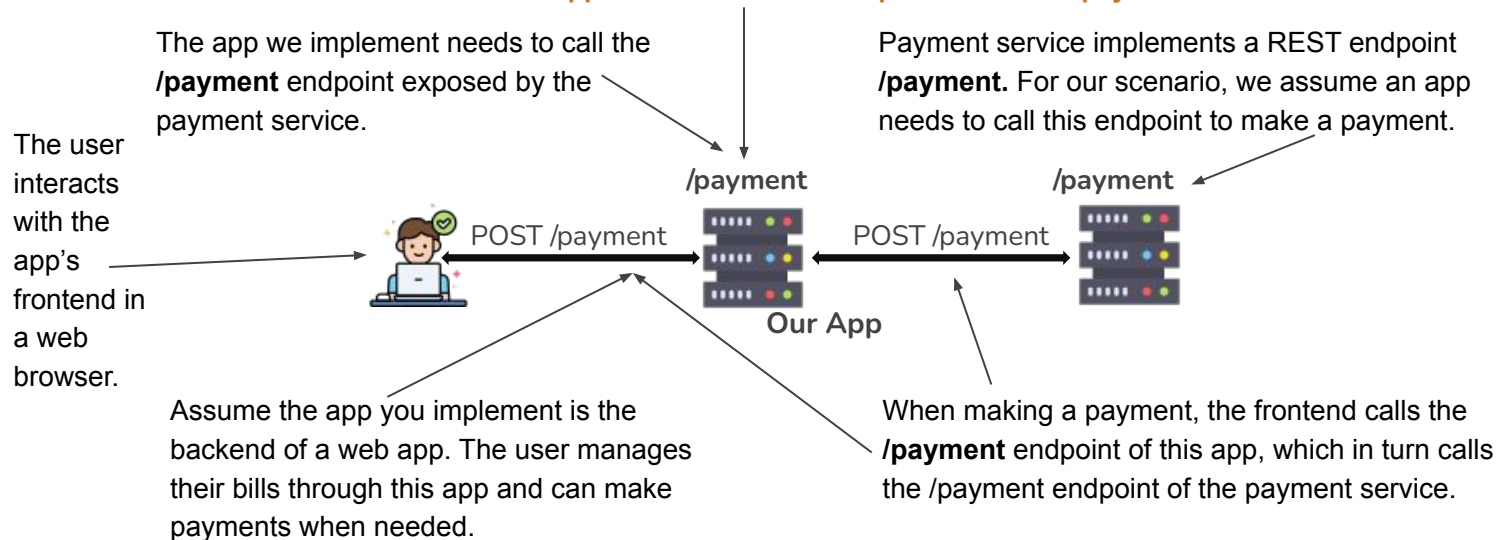 The app we implement needs to call the
/payment endpoint exposed by the
payment service.
Payment service implements a REST endpoint
/payment. For our scenario, we assume an app
needs to call this endpoint to make a payment.
The user
interacts
with the
app's
frontend in
a web
browser.
/payment
/payment
POST /payment
POST /payment
Our App
Assume the app you implement is the
backend of a web app. The user manages
their bills through this app and can make
payments when needed.
When making a payment, the frontend calls the
/payment endpoint of this app, which in turn calls
the /payment endpoint of the payment service.